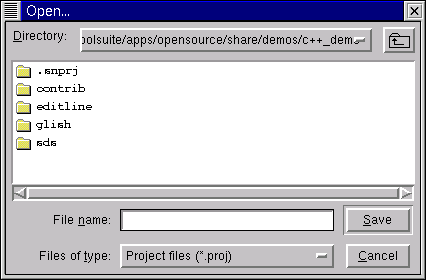 Open...
Directory: oolsuite/apps/opensource/share/demos/c++_dem
.snprj
contrib
editline
glish
sds
File name: Save
Files of type: Project files (*.proj) Cancel